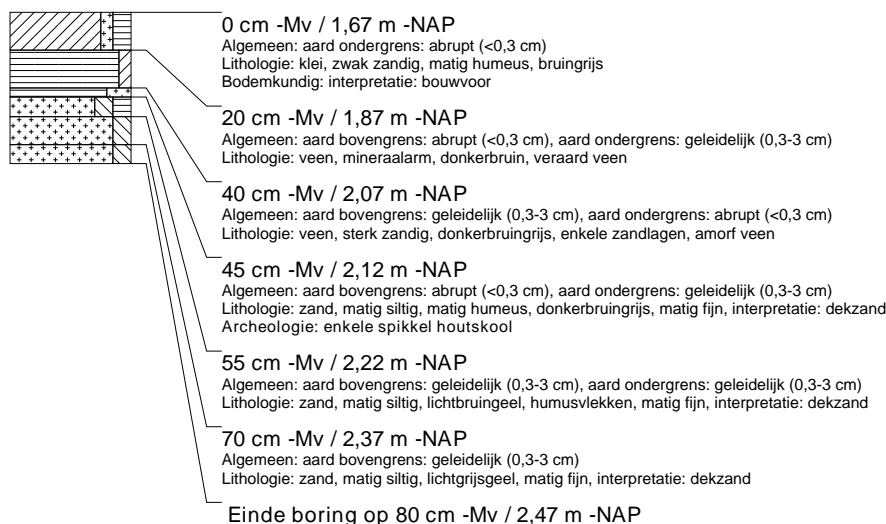 0 cm -Mv / 1,67 m -NAP
Algemeen: aard ondergrens: abrupt (<0,3 cm)
Lithologie: klei, zwak zandig, matig humeus, bruingrijs
Bodemkundig: interpretatie: bouwvoor
20 cm -Mv / 1,87 m -NAP
Algemeen: aard bovengrens: abrupt (<0,3 cm), aard ondergrens: geleidelijk (0,3-3 cm)
Lithologie: veen, mineraalarm, donkerbruin, veraard veen
40 cm -Mv / 2,07 m -NAP
Algemeen: aard bovengrens: geleidelijk (0,3-3 cm), aard ondergrens: abrupt (<0,3 cm)
Lithologie: veen, sterk zandig, donkerbruingrijs, enkele zandlagen, amorf veen
45 cm -Mv / 2,12 m -NAP
Algemeen: aard bovengrens: abrupt (<0,3 cm), aard ondergrens: geleidelijk (0,3-3 cm)
Lithologie: zand, matig siltig, matig humeus, donkerbruingrijs, matig fijn, interpretatie: dekzand
Archeologie: enkele spikkel houtskool
55 cm -Mv / 2,22 m -NAP
Algemeen: aard bovengrens: geleidelijk (0,3-3 cm), aard ondergrens: geleidelijk (0,3-3 cm)
Lithologie: zand, matig siltig, lichtbruingeel, humusvlekken, matig fijn, interpretatie: dekzand
70 cm -Mv / 2,37 m -NAP
Algemeen: aard bovengrens: geleidelijk (0,3-3 cm)
Lithologie: zand, matig siltig, lichtgrijsgeel, matig fijn, interpretatie: dekzand
Einde boring op 80 cm -Mv / 2,47 m -NAP